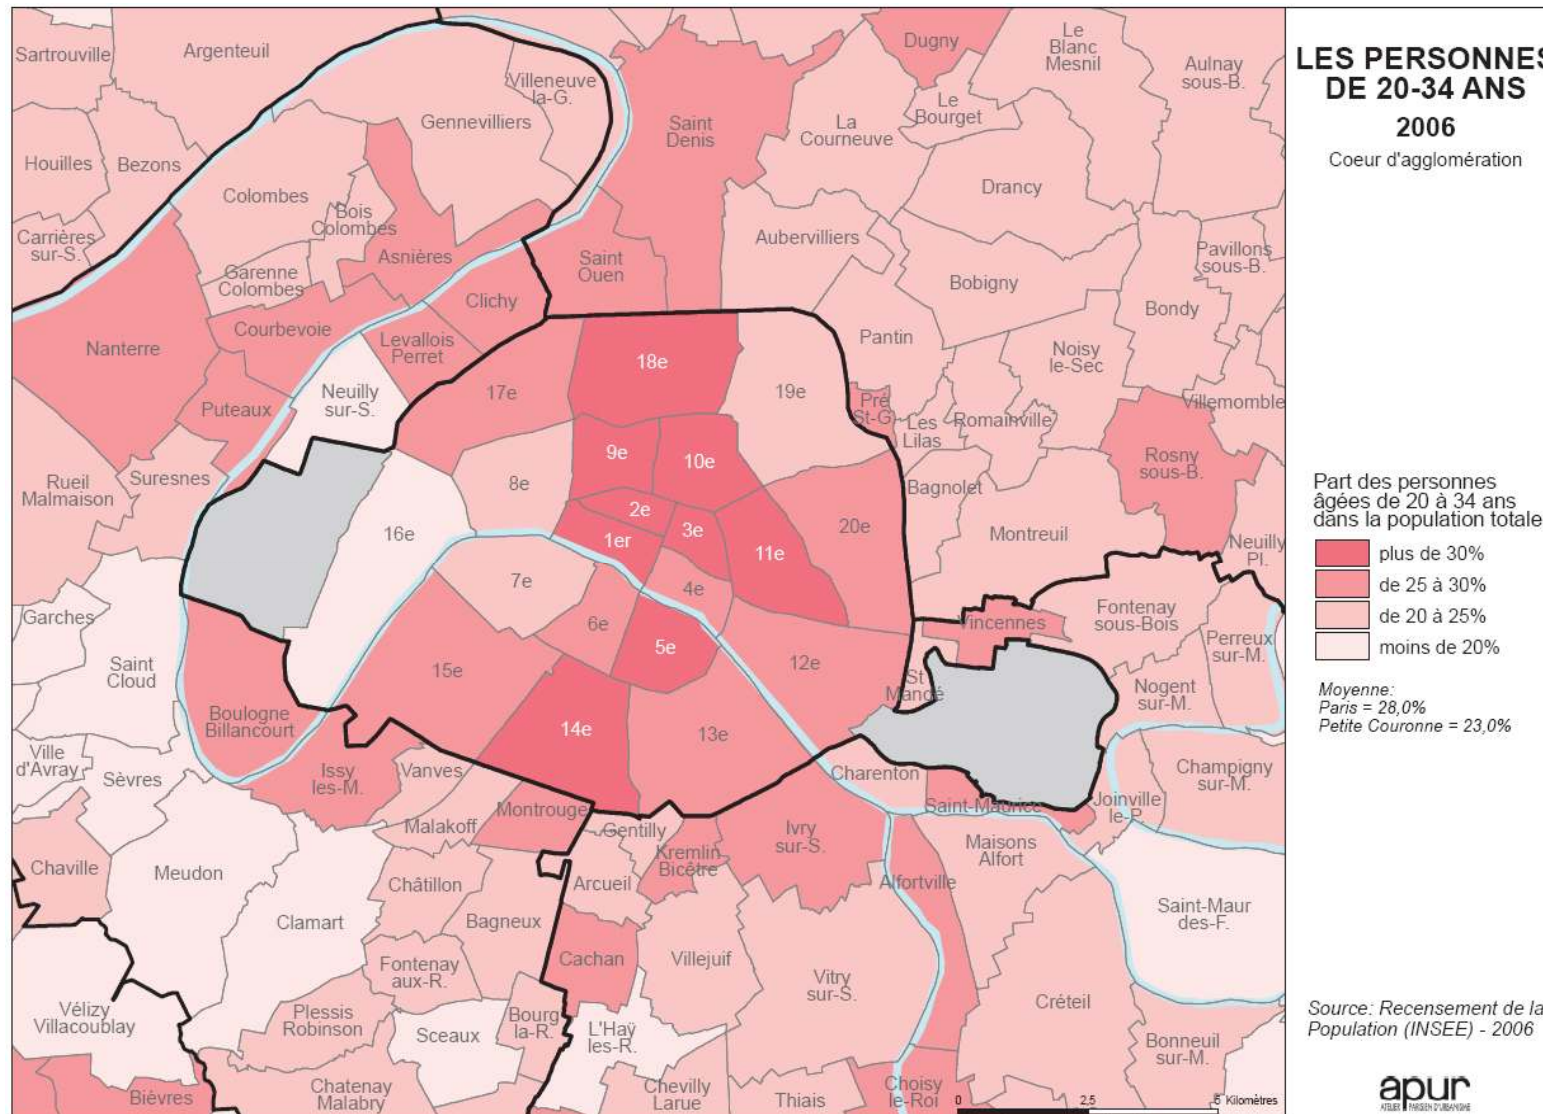 LES PERSONNES
DE 20-34 ANS
2006
Coeur d'agglomération
Part des personnes
âgées de 20 à 34 ans
dans la population totale
plus de 30%
de 25 à 30%
de 20 à 25%
moins de 20%
Moyenne:
Paris = 28,0%
Petite Couronne = 23,0%
Source: Recensement de la
Population (INSEE) - 2006
apur
ATELIER PARISIEN D'URBANISME
Sartrouville
Argenteuil
Villeneuve
la-G.
Gennevilliers
Saint
Denis
Dugny
Le
Blanc
Mesnil
Aulnay
sous-B.
Le
Bourget
La
Courneuve
Houilles
Bezons
Colombes
Bois
Colombes
Drancy
Carrières
sur-S.
Garenne
Colombes
Asnières
Saint
Ouen
Aubervilliers
Pavillons
sous-B.
Bobigny
Bondy
Clichy
Nanterre
Courbevoie
Levallois
Perret
Pantin
Noisy
le-Sec
18e
17e
19e
Neuilly
sur-S.
Puteaux
Pré
St-G.
Les
Lilas
Romainville
Villemomble
Rueil
Malmaison
Suresnes
9e
10e
8e
Bagnolet
Rosny
sous-B.
2e
3e
1er
11e
20e
16e
Montreuil
Neuilly
Pl.
7e
4e
6e
5e
Garches
Saint
Cloud
15e
12e
Vincennes
Fontenay
sous-Bois
Perreux
sur-M.
St
Mandé
Nogent
sur-M.
Boulogne
Billancourt
14e
13e
Ville
d'Avray
Sèvres
Issy
les-M.
Vanves
Charenton
Champigny
sur-M.
Saint-Maurice
Joinville
le-P.
Montrouge
Malakoff
Gentilly
Ivry
sur-S.
Maisons
Alfort
Kremlin
Bicêtre
Chaville
Meudon
Châtillon
Arcueil
Alfortville
Clamart
Bagneux
Saint-Maur
des-F.
Cachan
Villejuif
Fontenay
aux-R.
Vitry
sur-S.
Créteil
Vélizy
Villacoublay
Plessis
Robinson
Bourg
la-R.
Sceaux
L'Haÿ
les-R.
Bonneuil
sur-M.
Bièvres
Chatenay
Malabry
Chevilly
Larue
Thiais
Choisy
le-Roi
0 2,5 5 Kilomètres